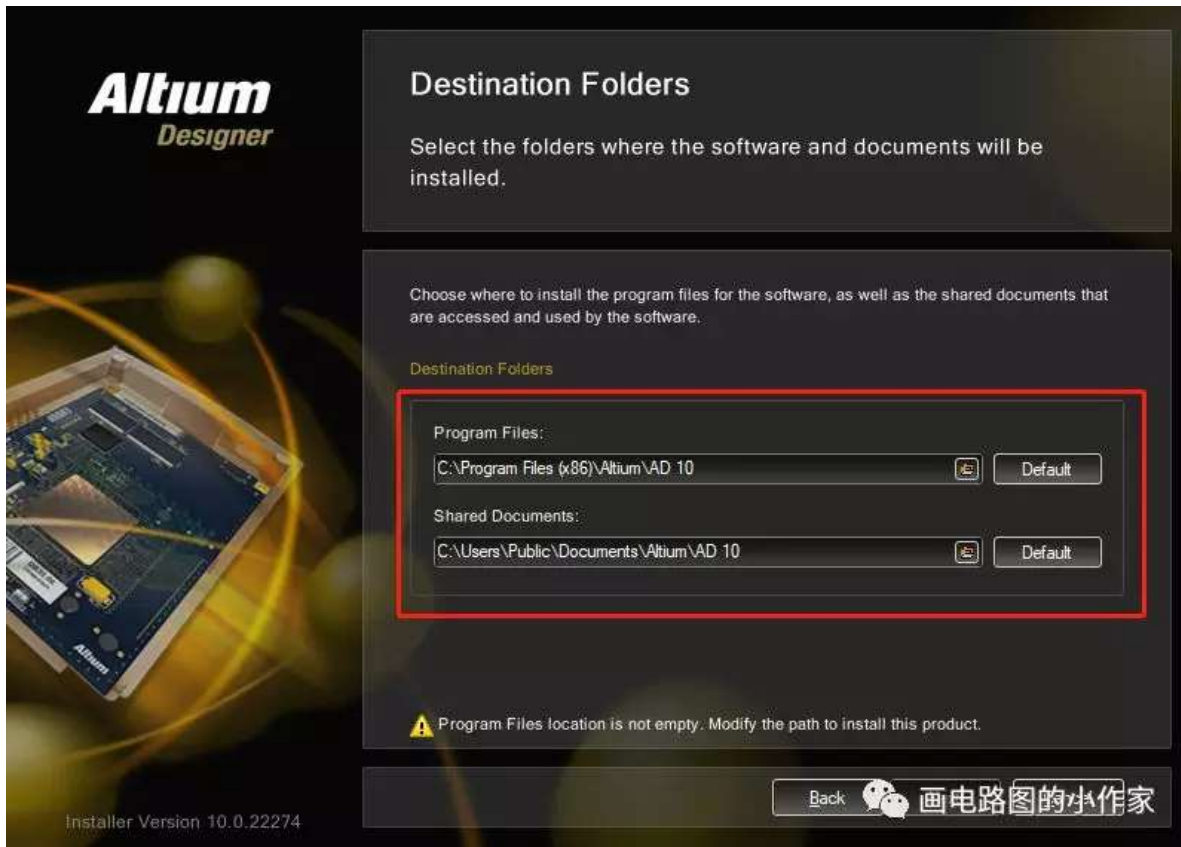 Altium
Designer
Destination Folders
Select the folders where the software and documents will be
installed.
Choose where to install the program files for the software, as well as the shared documents that
are accessed and used by the software.
Destination Folders
Program Files:
C:\Program Files (x86)\Altium\AD 10
Default
Shared Documents:
C:\Users\Public\Documents\Altium\AD 10
Default
Altium
Program Files location is not empty. Modify the path to install this product.
Back
画电路图的小作家
Installer Version 10.0.22274